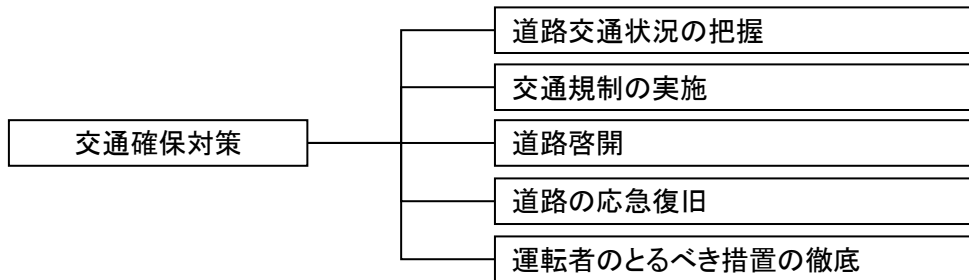 道路交通状況の把握
交通規制の実施
交通確保対策
道路啓開
道路の応急復旧
運転者のとるべき措置の徹底